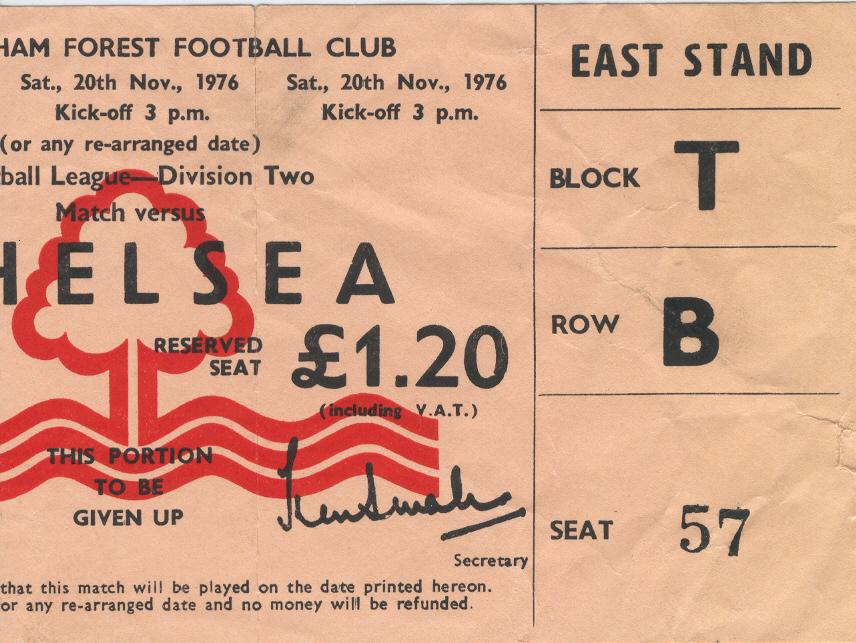 HAM FOREST FOOTBALL CLUB
Sat., 20th Nov., 1976 Sat., 20th Nov., 1976
Kick-off 3 p.m. Kick-off 3 p.m.
(or any re-arranged date)
ball League—Division Two
Match versus
HELSEA
RESERVED
SEAT
£1.20
(including V.A.T.)
THIS PORTION
TO BE
GIVEN UP
Secretary
that this match will be played on the date printed hereon.
or any re-arranged date and no money will be refunded.
EAST STAND
BLOCK T
ROW B
SEAT 57